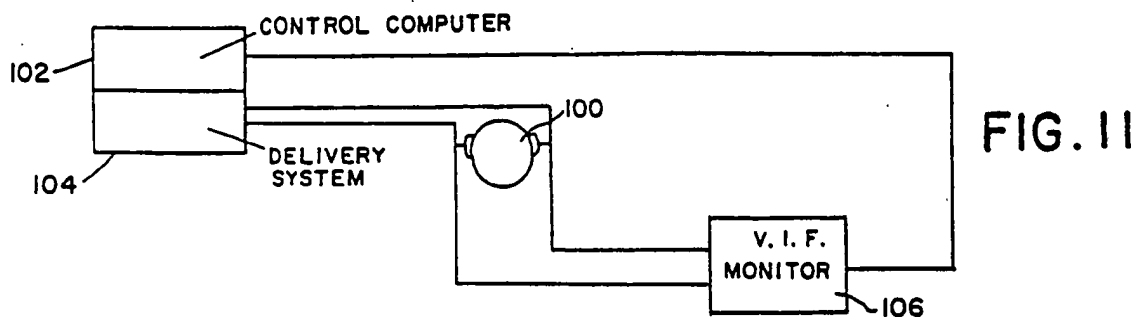 CONTROL COMPUTER
102
100
FIG. 11
DELIVERY
SYSTEM
104
V. I. F.
MONITOR
106